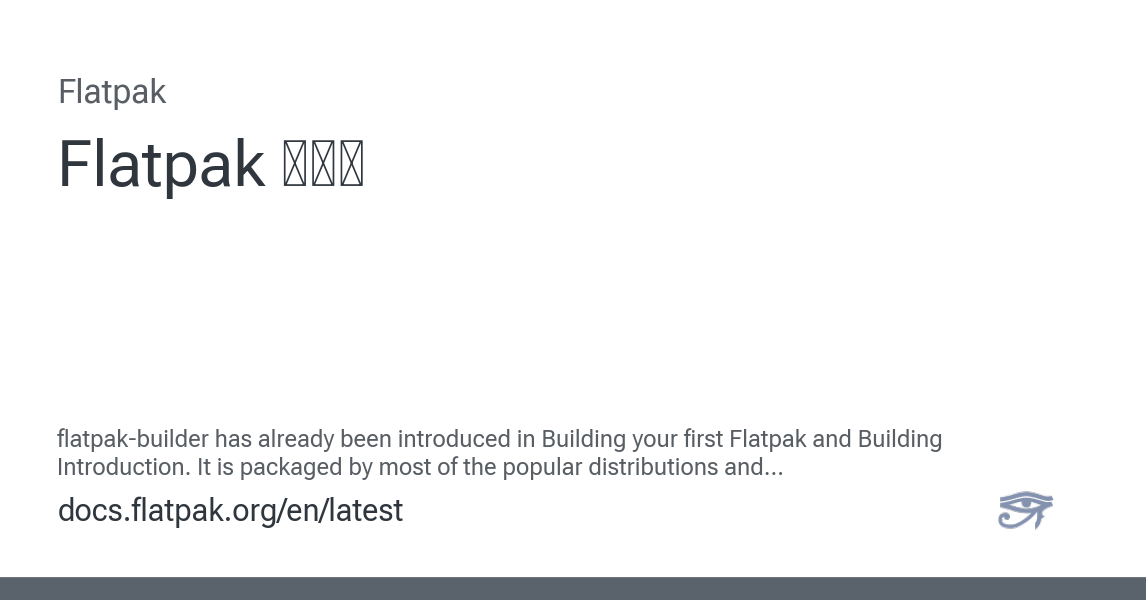 Flatpak
Flatpak
flatpak-builder has already been introduced in Building your first Flatpak and Building
Introduction. It is packaged by most of the popular distributions and...
docs.flatpak.org/en/latest